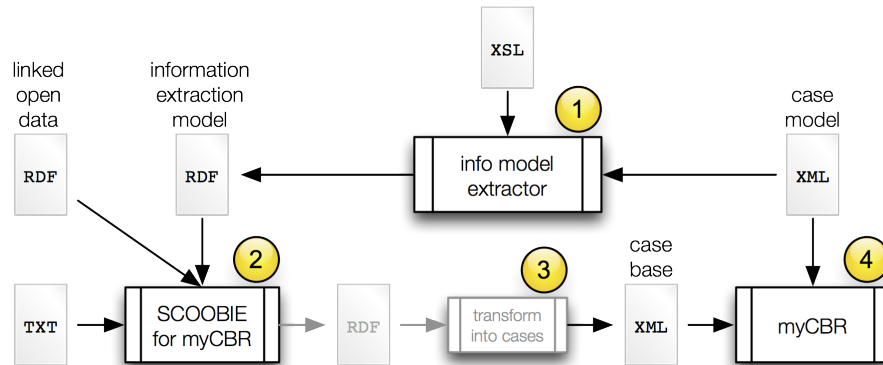 XSL
linked
open
data
information
extraction
model
1
case
model
RDF
RDF
info model
extractor
XML
2
3
case
base
4
TXT
SCOOBIE
for myCBR
RDF
transform
into cases
XML
myCBR